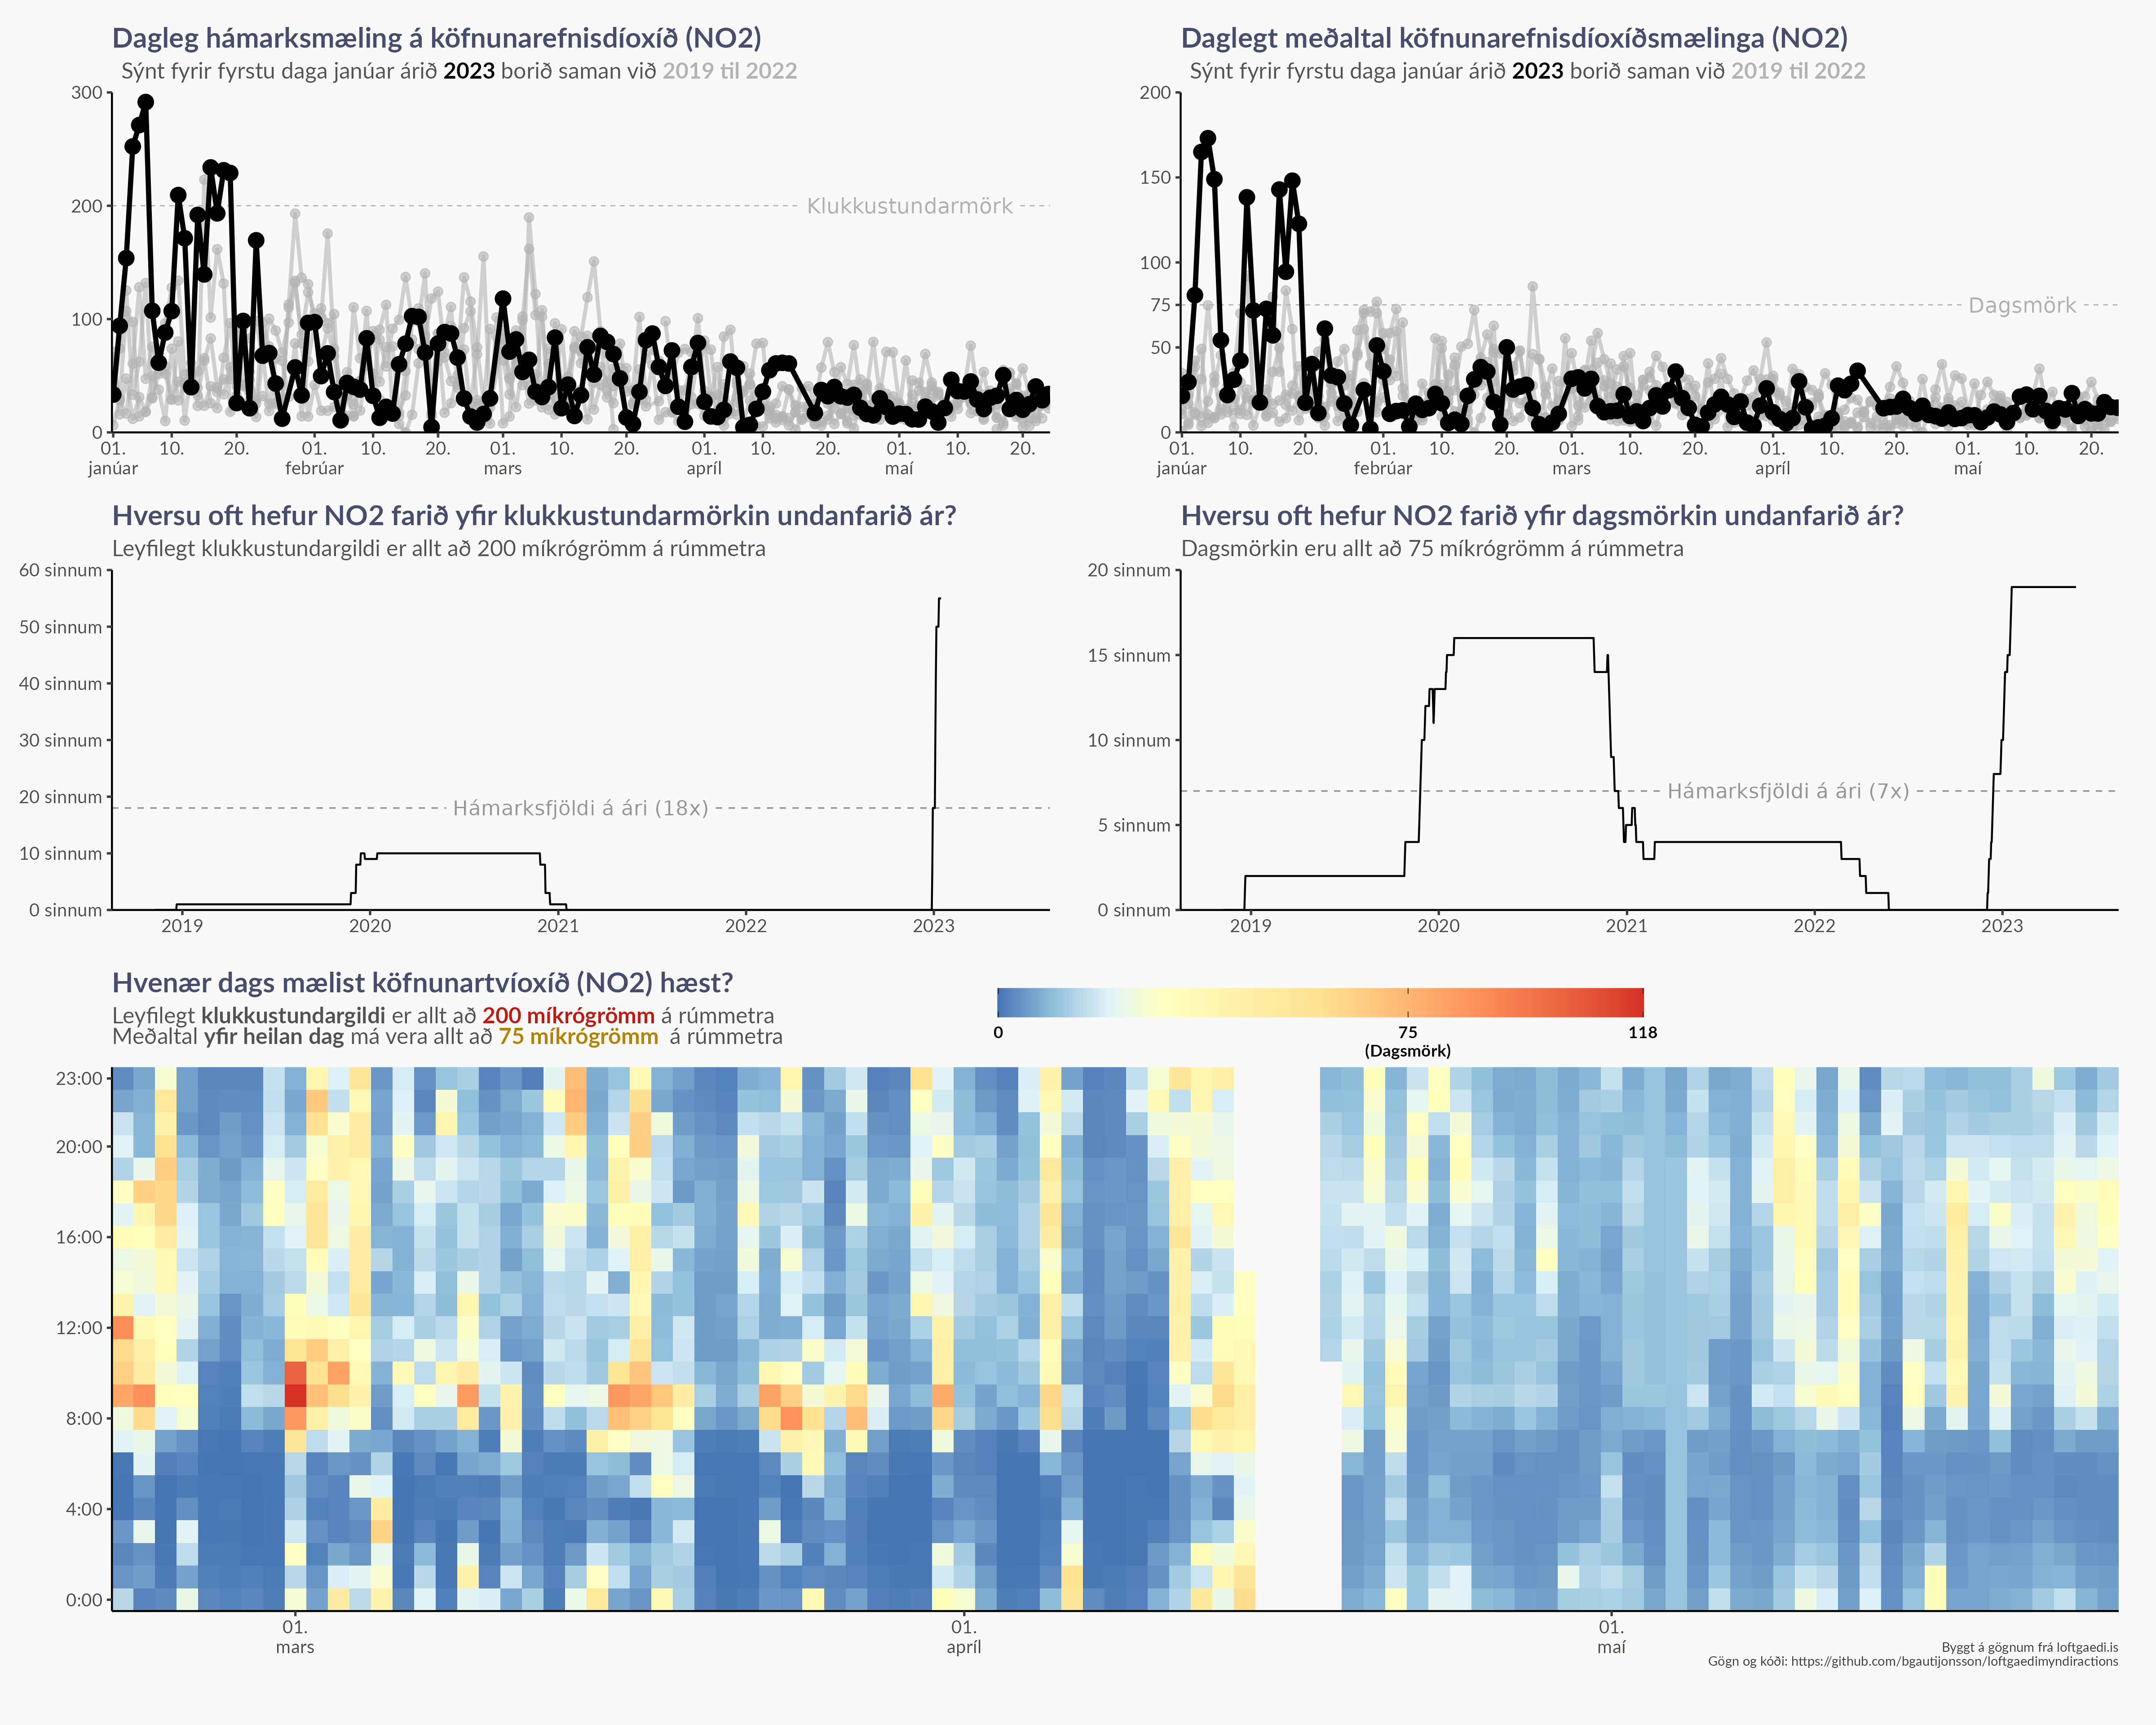 Dagleg hámarksmæling á köfnunarefnisdíoxíð (NO2)
Sýnt fyrir fyrstu daga janúar árið 2023 borið saman við 2019 til 2022
300
200
100
0
Klukkustundarmörk
01. 10. 20. 01. 10. 20. 01. 10. 20. 01. 10. 20. 01. 10. 20.
janúar febrúar mars apríl maí
Daglegt meðaltal köfnunarefnisdíoxíðsmælinga (NO2)
Sýnt fyrir fyrstu daga janúar árið 2023 borið saman við 2019 til 2022
200
150
100
75
50
0
Dagsmörk
01. 10. 20. 01. 10. 20. 01. 10. 20. 01. 10. 20. 01. 10. 20.
janúar febrúar mars apríl maí
Hversu oft hefur NO2 farið yfir klukkustundarmörkin undanfarið ár?
Leyfilegt klukkustundargildi er allt að 200 míkrógrömm á rúmmetra
60 sinnum
50 sinnum
40 sinnum
30 sinnum
20 sinnum
10 sinnum
0 sinnum
Hámarksfjöldi á ári (18x)
2019 2020 2021 2022 2023
Hversu oft hefur NO2 farið yfir dagsmörkin undanfarið ár?
Dagsmörkin eru allt að 75 míkrógrömm á rúmmetra
20 sinnum
15 sinnum
10 sinnum
5 sinnum
0 sinnum
Hámarksfjöldi á ári (7x)
2019 2020 2021 2022 2023
Hvenær dags mælist köfnunartvíoxíð (NO2) hæst?
Leyfilegt klukkustundargildi er allt að 200 míkrógrömm á rúmmetra
Meðaltal yfir heilan dag má vera allt að 75 míkrógrömm á rúmmetra
0 75 118
(Dagsmörk)
23:00
20:00
16:00
12:00
8:00
4:00
0:00
01. 01. 01.
mars apríl maí
Byggt á gögnum frá loftgaedi.is
Gögn og kóði: https://github.com/bgautijonsson/loftgaedimyndiractions